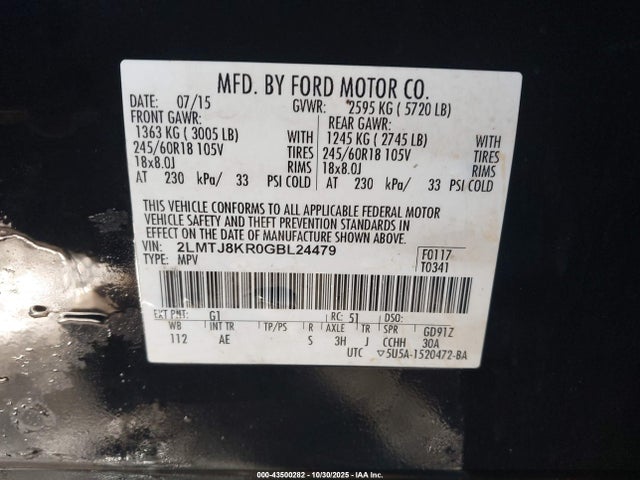 MFD. BY FORD MOTOR CO.
DATE: 07/15 GVWR: 2595 KG ( 5720 LB)
FRONT GAWR: REAR GAWR:
1363 KG ( 3005 LB) WITH 1245 KG ( 2745 LB) WITH
245/60R18 105V TIRES 245/60R18 105V TIRES
18x8.0J RIMS 18x8.0J RIMS
AT 230 kPa/ 33 PSI COLD AT 230 kPa/ 33 PSI COLD
THIS VEHICLE CONFORMS TO ALL APPLICABLE FEDERAL MOTOR
VEHICLE SAFETY AND THEFT PREVENTION STANDARDS IN
EFFECT ON THE DATE OF MANUFACTURE SHOWN ABOVE.
VIN: 2LMTJ8KR0GBL24479 F0117
TYPE: MPV T0341
EXT PNT: G1 RC: 51 DSO:
WB INT TR TP/PS R AXLE TR SPR GD91Z
112 AE S 3H J CCHH 30A
UTC ▽5U5A-1520472-BA
000-43500282 - 10/30/2025 - IAA Inc.